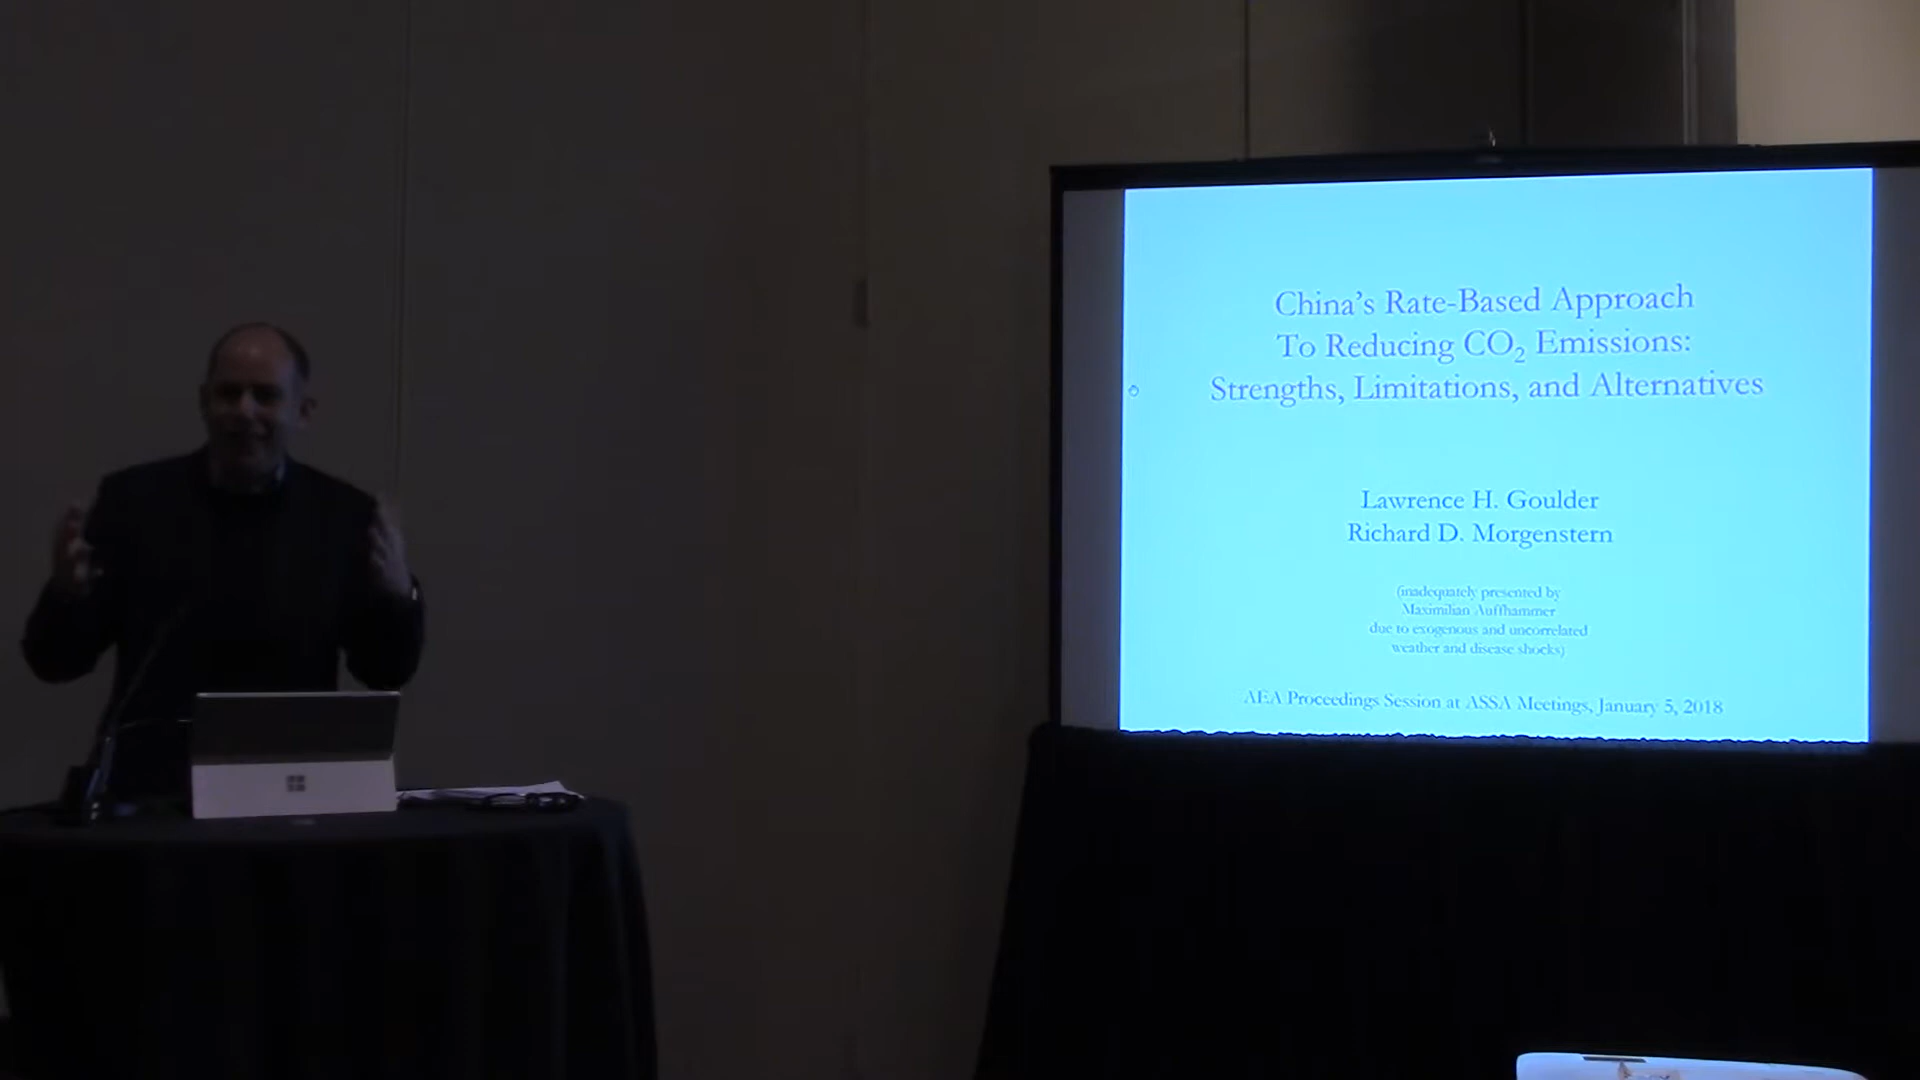 China's Rate-Based Approach
To Reducing CO₂ Emissions:
Strengths, Limitations, and Alternatives
Lawrence H. Goulder
Richard D. Morgenstern
(inadequately presented by
Maximilian Auffhammer
due to exogenous and uncorrelated
weather and disease shocks)
AEA Proceedings Session at ASSA Meetings, January 5, 2018